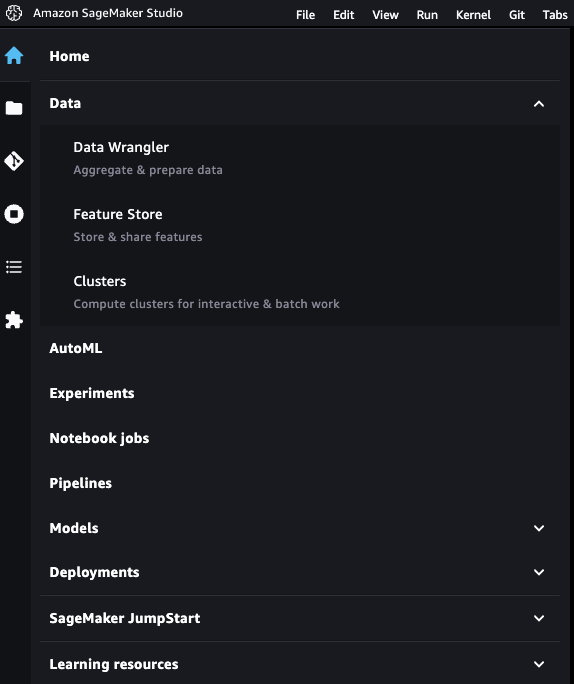 Amazon SageMaker Studio File Edit View Run Kernel Git Tabs
Home
Data
Data Wrangler
Aggregate & prepare data
Feature Store
Store & share features
Clusters
Compute clusters for interactive & batch work
AutoML
Experiments
Notebook jobs
Pipelines
Models
Deployments
SageMaker JumpStart
Learning resources